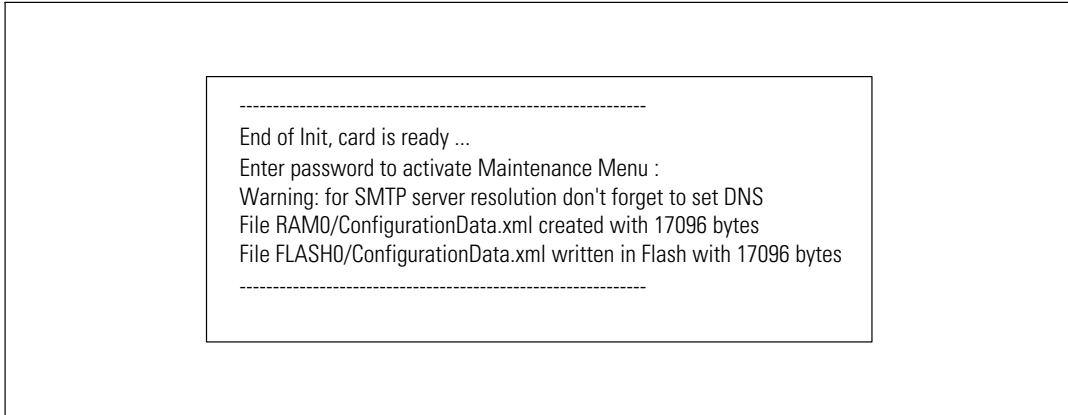 -------------------------------------------------------------
End of Init, card is ready ...
Enter password to activate Maintenance Menu :
Warning: for SMTP server resolution don't forget to set DNS
File RAM0/ConfigurationData.xml created with 17096 bytes
File FLASH0/ConfigurationData.xml written in Flash with 17096 bytes
-------------------------------------------------------------